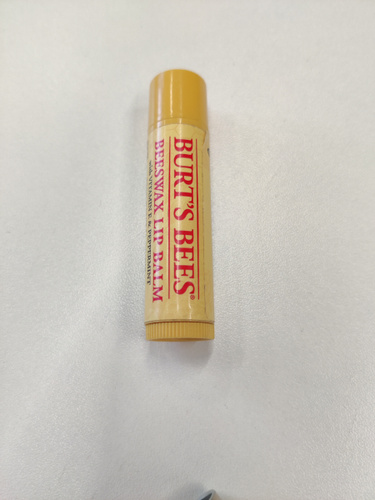 BURT'S BEES®
BEESWAX LIP BALM
with VITAMIN E & PEPPERMINT